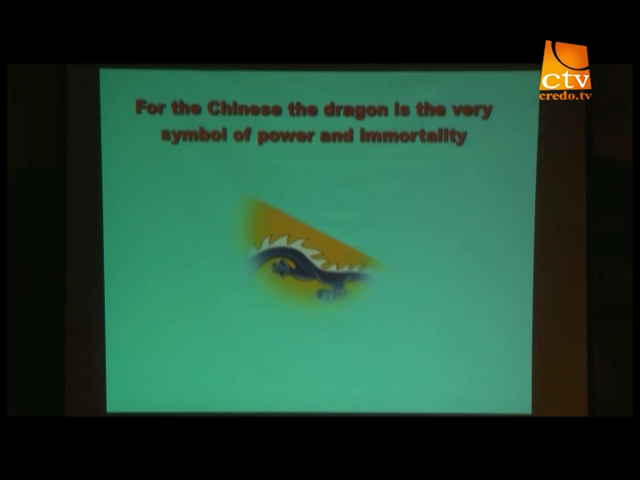 For the Chinese the dragon is the very
symbol of power and immortality
ctv
credo.tv